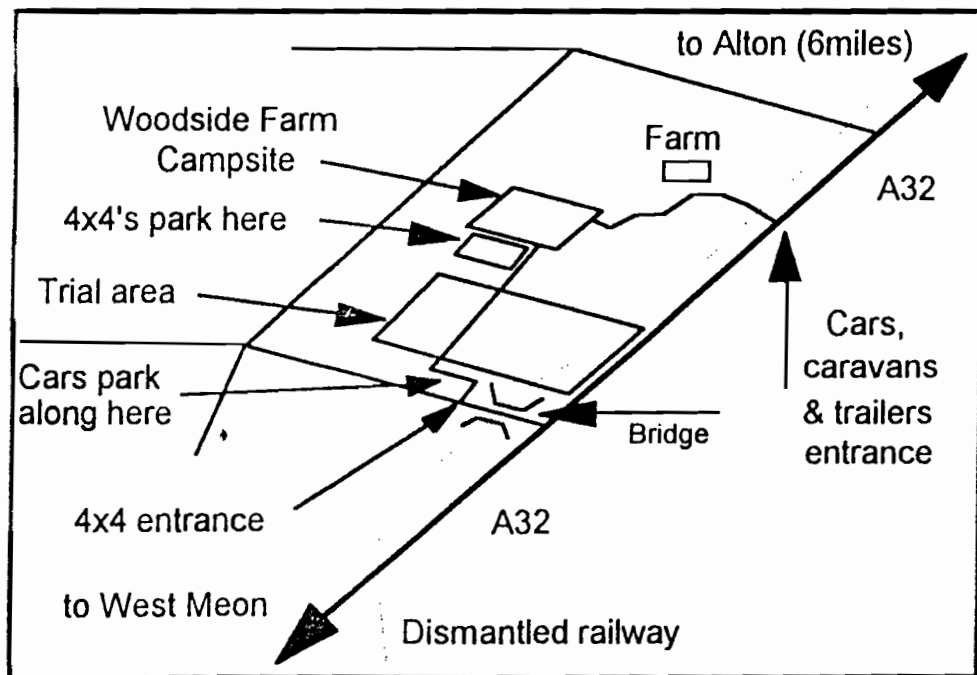 to Alton (6miles)
Woodside Farm
Campsite
Farm
A32
4x4's park here
Trial area
Cars,
caravans
& trailers
entrance
Cars park
along here
Bridge
4x4 entrance
A32
to West Meon
Dismantled railway